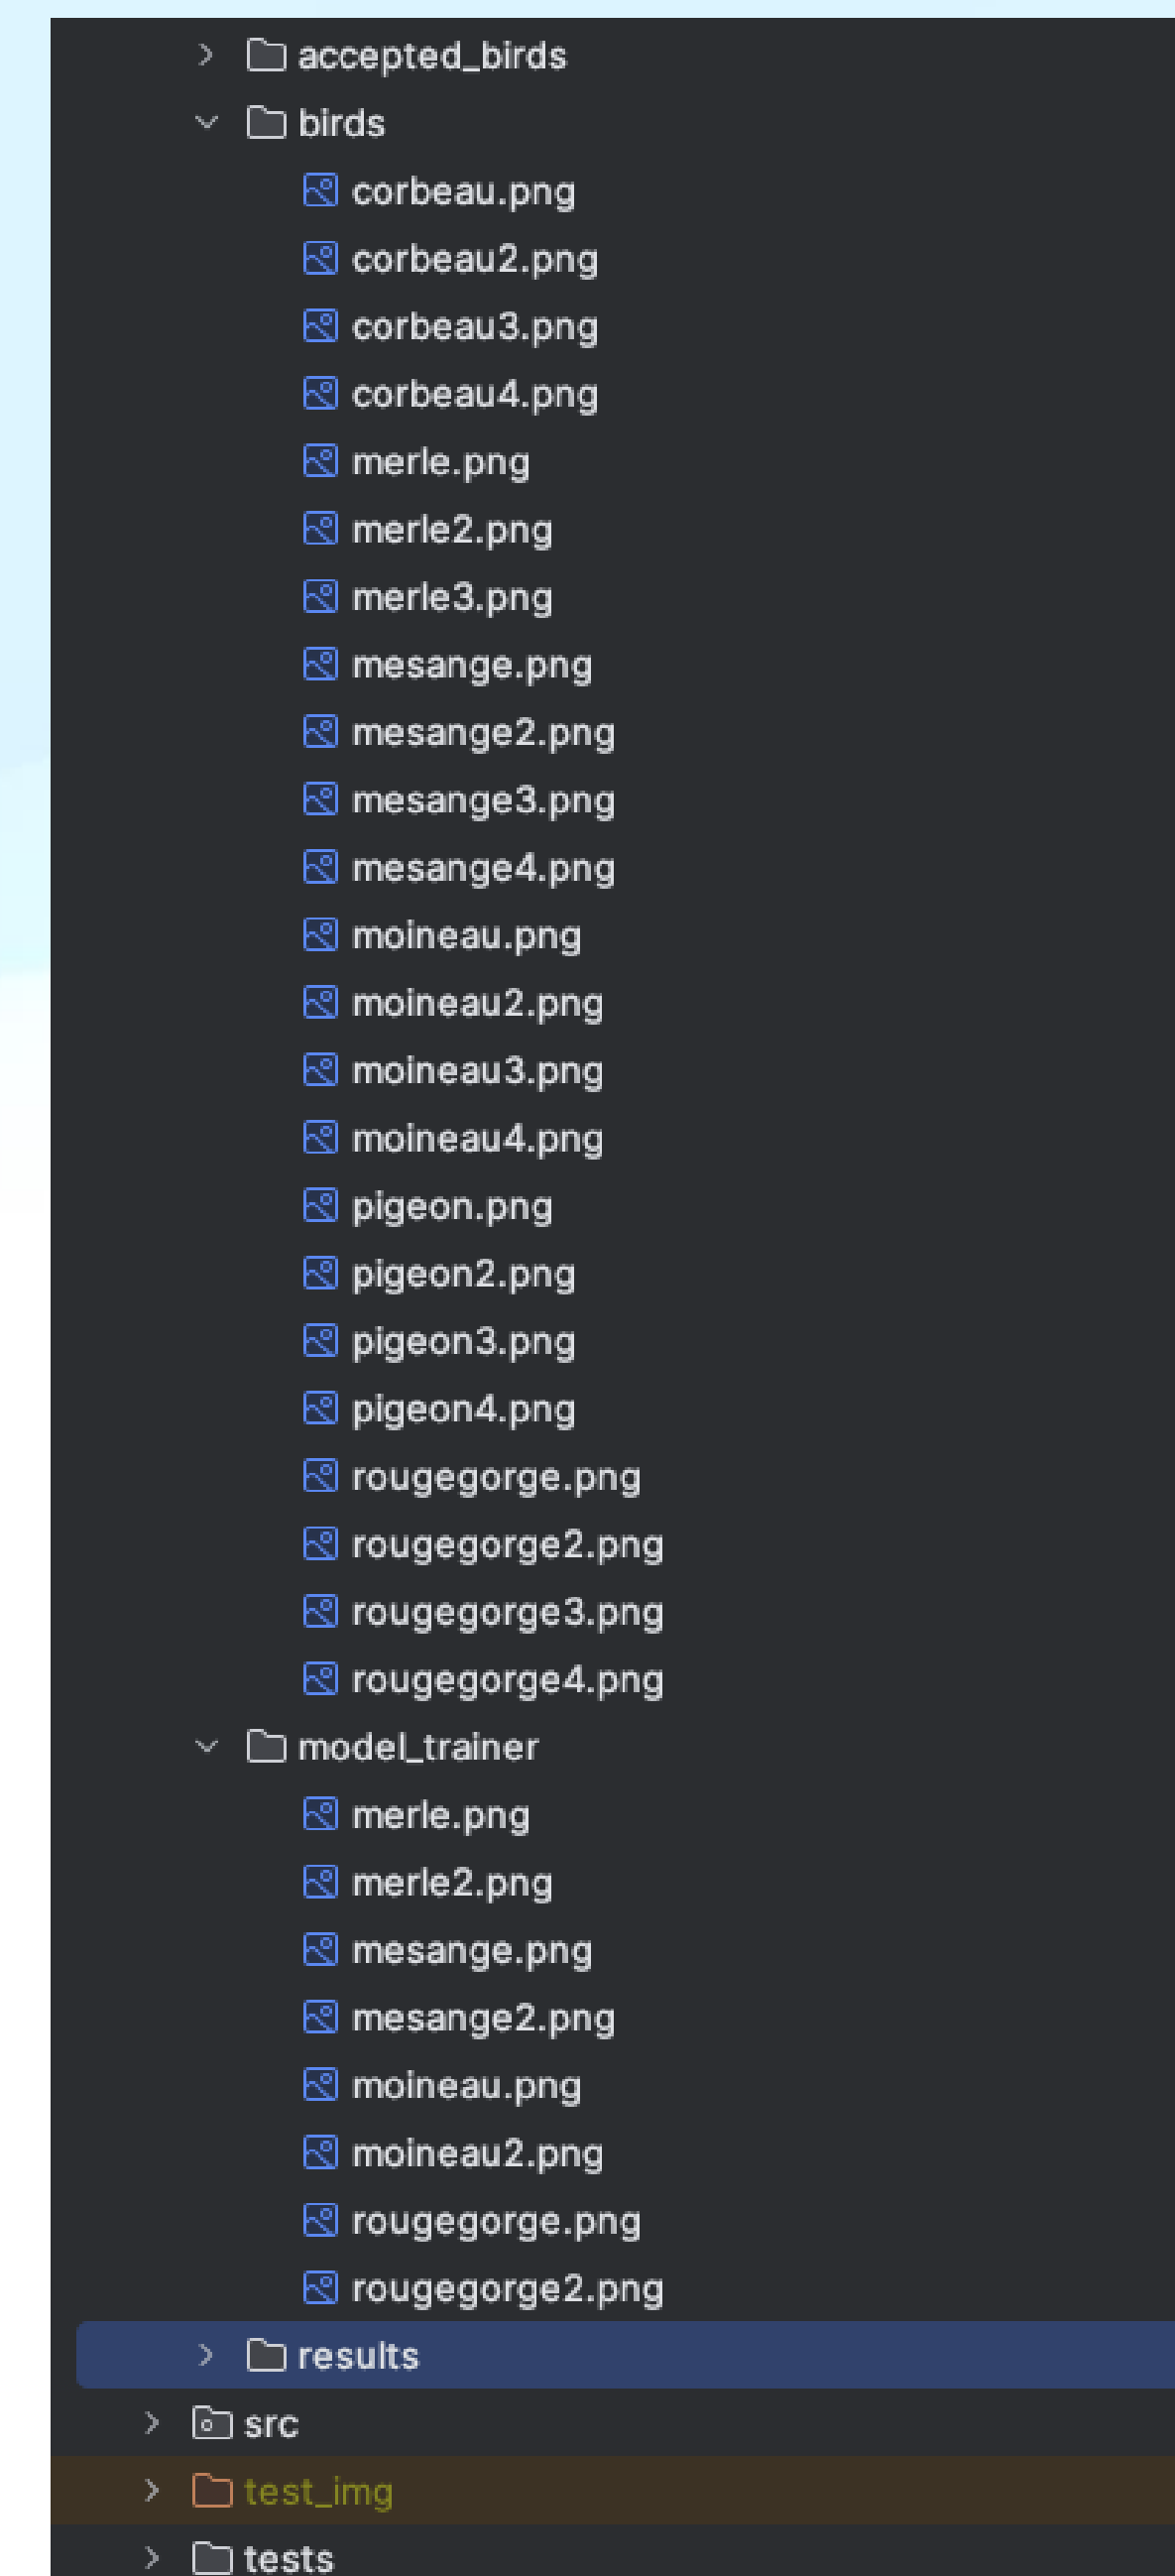 accepted_birds
birds
corbeau.png
corbeau2.png
corbeau3.png
corbeau4.png
merle.png
merle2.png
merle3.png
mesange.png
mesange2.png
mesange3.png
mesange4.png
moineau.png
moineau2.png
moineau3.png
moineau4.png
pigeon.png
pigeon2.png
pigeon3.png
pigeon4.png
rougegorge.png
rougegorge2.png
rougegorge3.png
rougegorge4.png
model_trainer
merle.png
merle2.png
mesange.png
mesange2.png
moineau.png
moineau2.png
rougegorge.png
rougegorge2.png
results
src
test_img
tests